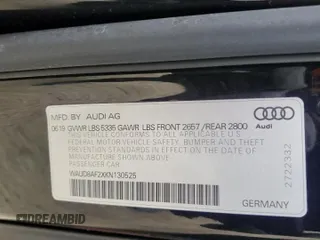 MFD. BY AUDI AG
06.19 GVWR LBS 5335 GAWR LBS FRONT 2657 / REAR 2800
THIS VEHICLE CONFORMS TO ALL APPLICABLE U.S.
FEDERAL MOTOR VEHICLE SAFETY, BUMPER AND THEFT
PREVENTION STANDARDS IN EFFECT ON THE
DATE OF MANUFACTURE SHOWN ABOVE
PASSENGER CAR
WAUD8AF2XKN130525
Audi
2722332
GERMANY
DREAMBID